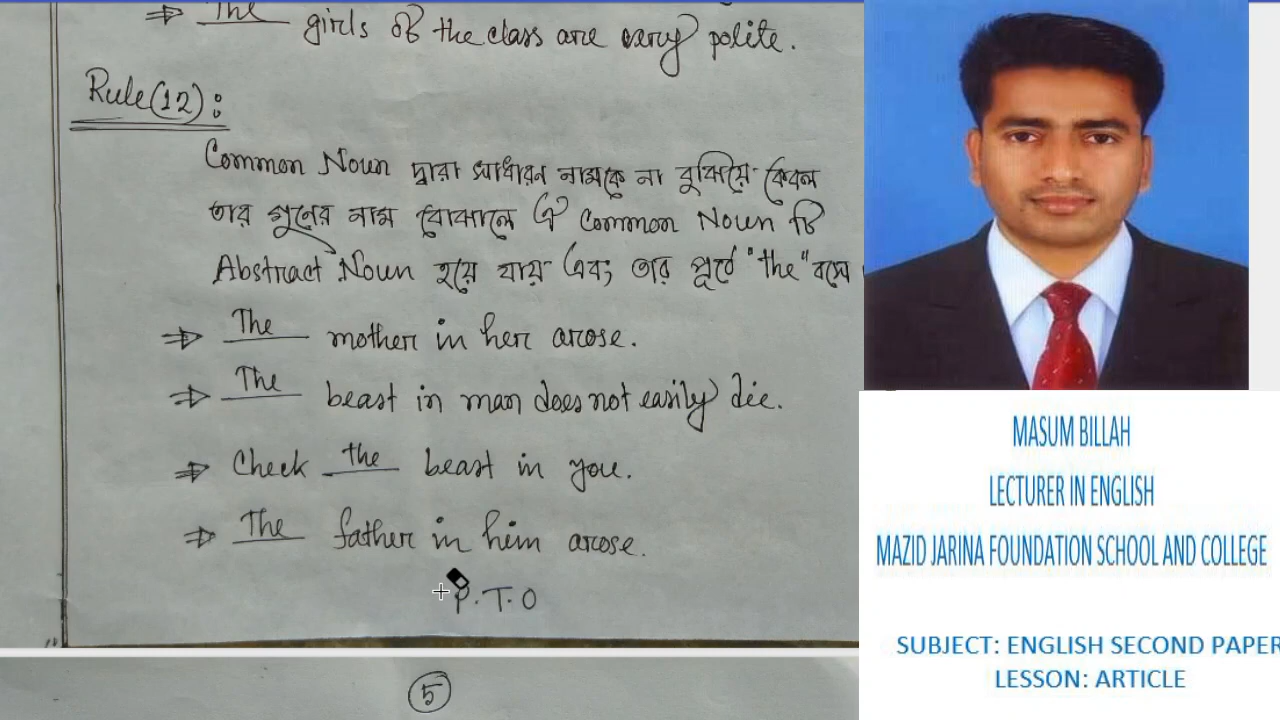 ⇒ The girls of the class are very polite.
Rule(12):
Common Noun দ্বারা সাধারন নামকে না বুঝিয়ে কেবল
তার গুনের নাম বোঝালে ঐ Common Noun টি
Abstract Noun হয়ে যায় এবং তার পূর্বে "the" বসে
⇒ The mother in her arose.
⇒ The beast in man does not easily die.
⇒ Check the beast in you.
⇒ The father in him arose.
P.T.O
5
MASUM BILLAH
LECTURER IN ENGLISH
MAZID JARINA FOUNDATION SCHOOL AND COLLEGE
SUBJECT: ENGLISH SECOND PAPER
LESSON: ARTICLE